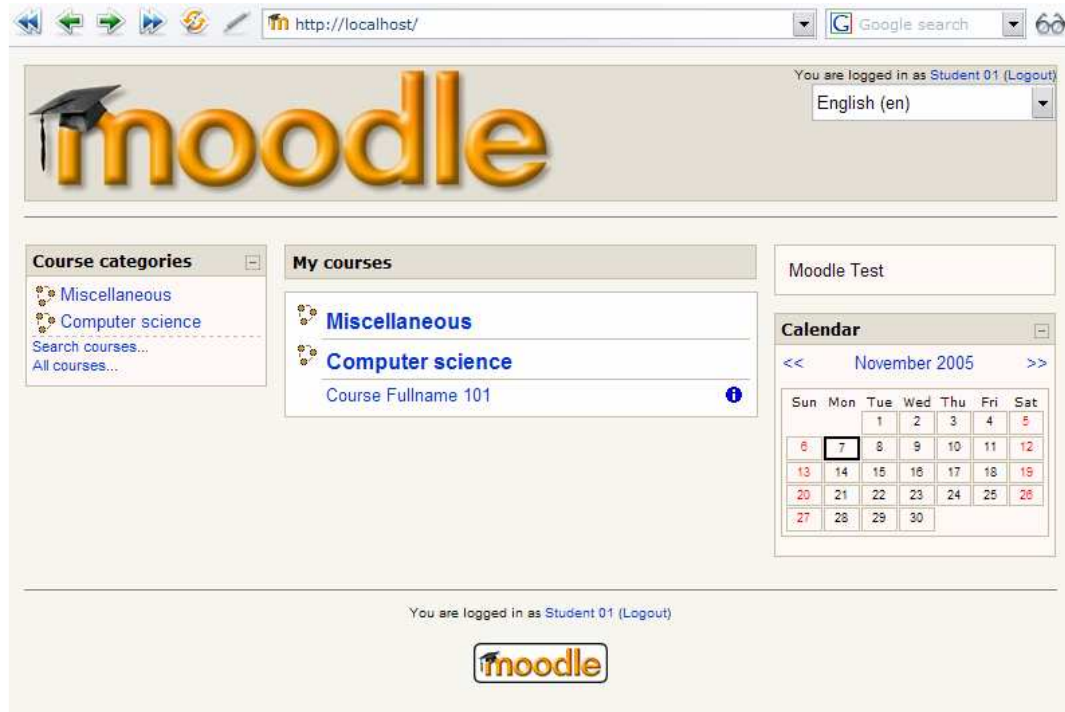 http://localhost/
Google search
You are logged in as Student 01 (Logout)
English (en)
moodle
Course categories
Miscellaneous
Computer science
Search courses...
All courses...
My courses
Miscellaneous
Computer science
Course Fullname 101
Moodle Test
Calendar
<< November 2005 >>
Sun Mon Tue Wed Thu Fri Sat
1 2 3 4 5
6 7 8 9 10 11 12
13 14 15 16 17 18 19
20 21 22 23 24 25 26
27 28 29 30
You are logged in as Student 01 (Logout)
moodle